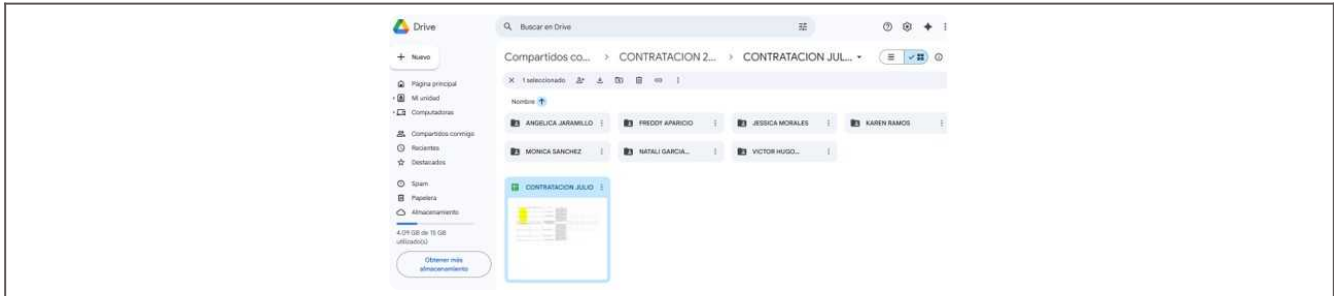 Drive
Buscar en Drive
Nuevo
Compartidos co... > CONTRATACION 2... > CONTRATACION JUL...
1 seleccionado
Nombre
Página principal
Mi unidad
Computadoras
Compartidos conmigo
Recientes
Destacados
Spam
Papelera
Almacenamiento
4.09 GB de 15 GB
utilizado(s)
Obtener más
almacenamiento
ANGELICA JARAMILLO
FREDDY APARICIO
JESSICA MORALES
KAREN RAMOS
MONICA SANCHEZ
NATALI GARCIA...
VICTOR HUGO...
CONTRATACION JULIO